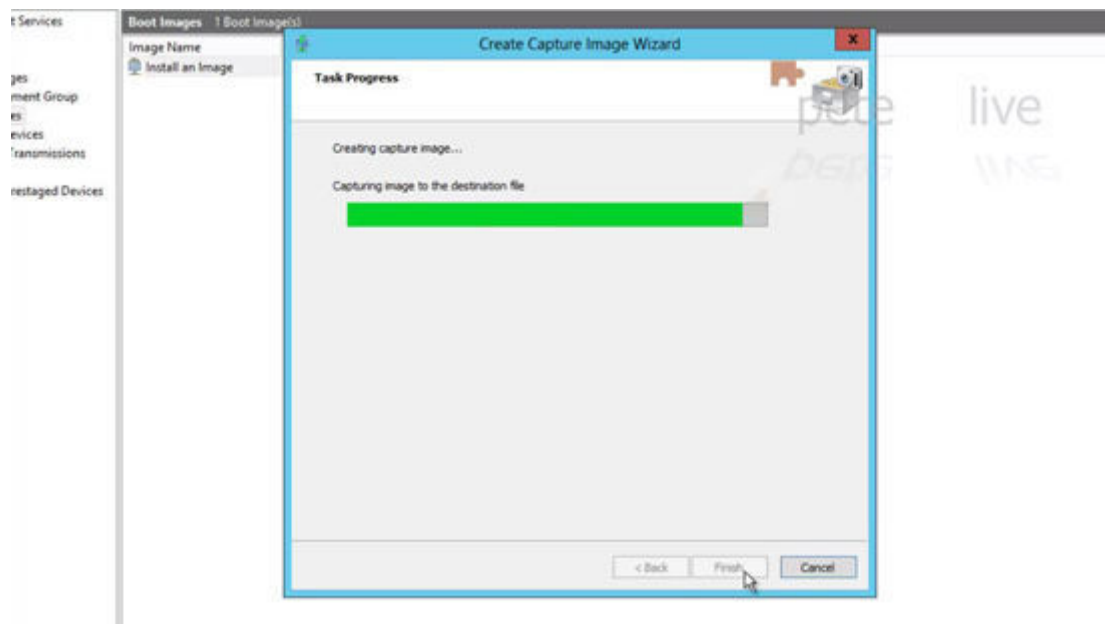 t Services
ges
ment Group
es
evices
ransmissions
restaged Devices
Boot Images 1 Boot Image(s)
Image Name
Install an Image
Create Capture Image Wizard
x
Task Progress
Creating capture image...
Capturing image to the destination file
< Back
Finish
Cancel
pete live